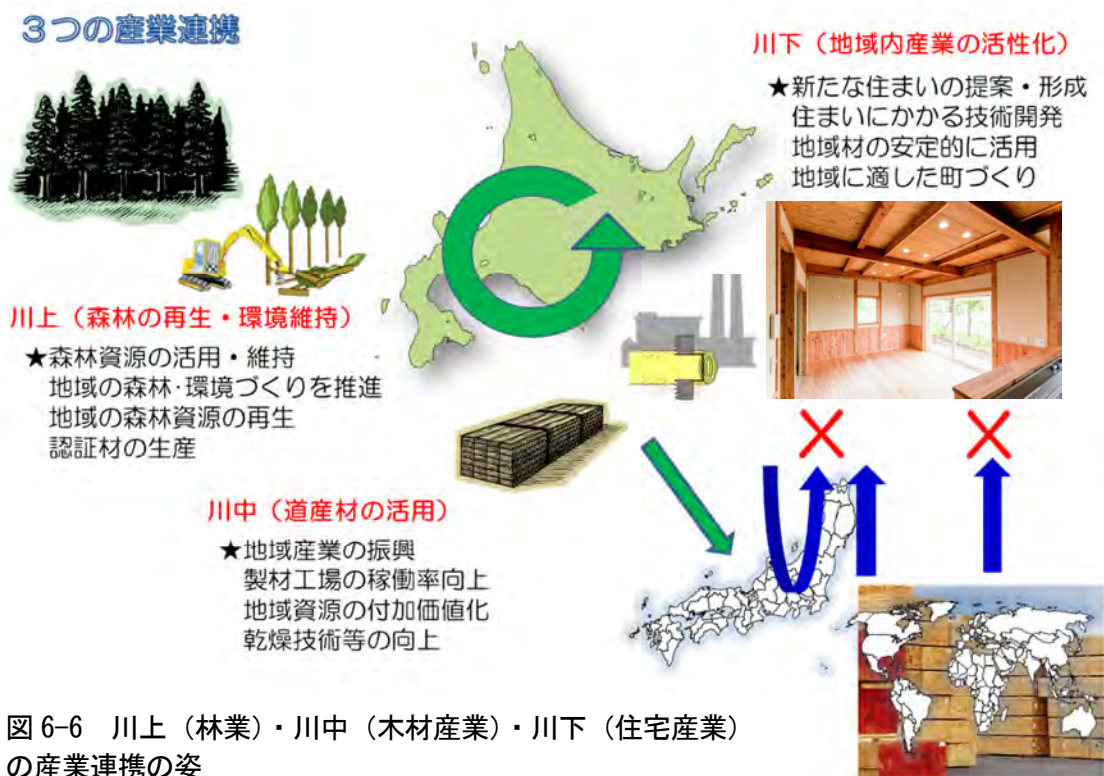 3つの産業連携
川下（地域内産業の活性化）
★新たな住まいの提案・形成
住まいにかかる技術開発
地域材の安定的に活用
地域に適した町づくり
川上（森林の再生・環境維持）
★森林資源の活用・維持
地域の森林・環境づくりを推進
地域の森林資源の再生
認証材の生産
川中（道産材の活用）
★地域産業の振興
製材工場の稼働率向上
地域資源の付加価値化
乾燥技術等の向上
図 6-6　川上（林業）・川中（木材産業）・川下（住宅産業）
の産業連携の姿